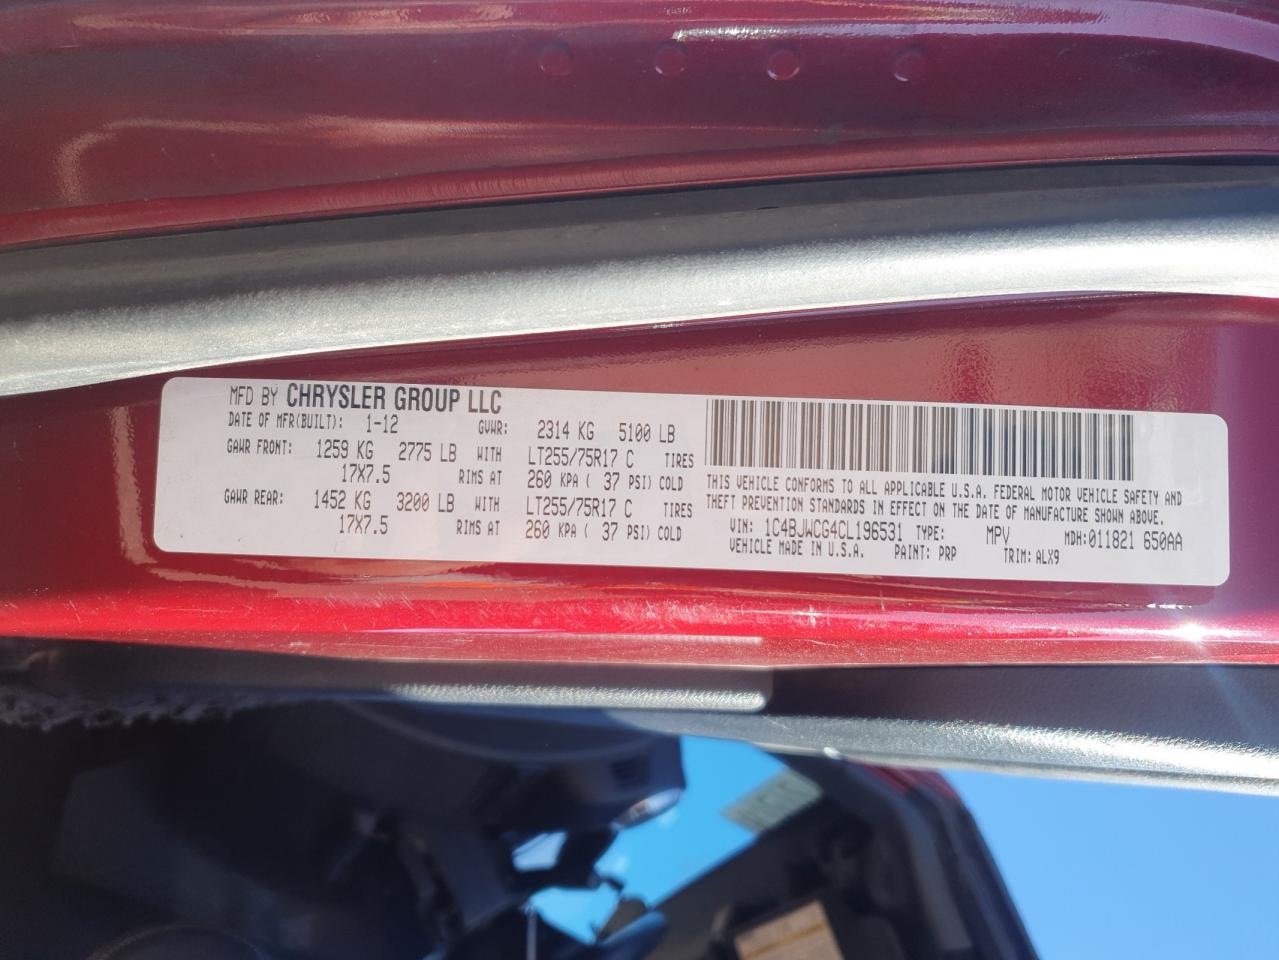 MFD BY CHRYSLER GROUP LLC
DATE OF MFR(BUILT): 1-12 GVWR: 2314 KG 5100 LB
GAWR FRONT: 1259 KG 2775 LB WITH LT255/75R17 C TIRES
17X7.5 RIMS AT 260 KPA ( 37 PSI) COLD
GAWR REAR: 1452 KG 3200 LB WITH LT255/75R17 C TIRES
17X7.5 RIMS AT 260 KPA ( 37 PSI) COLD
THIS VEHICLE CONFORMS TO ALL APPLICABLE U.S.A. FEDERAL MOTOR VEHICLE SAFETY AND
THEFT PREVENTION STANDARDS IN EFFECT ON THE DATE OF MANUFACTURE SHOWN ABOVE.
VIN: 1C4BJWCG4CL196531 TYPE: MPV MDH:011821 650AA
VEHICLE MADE IN U.S.A. PAINT: PRP TRIM: ALX9